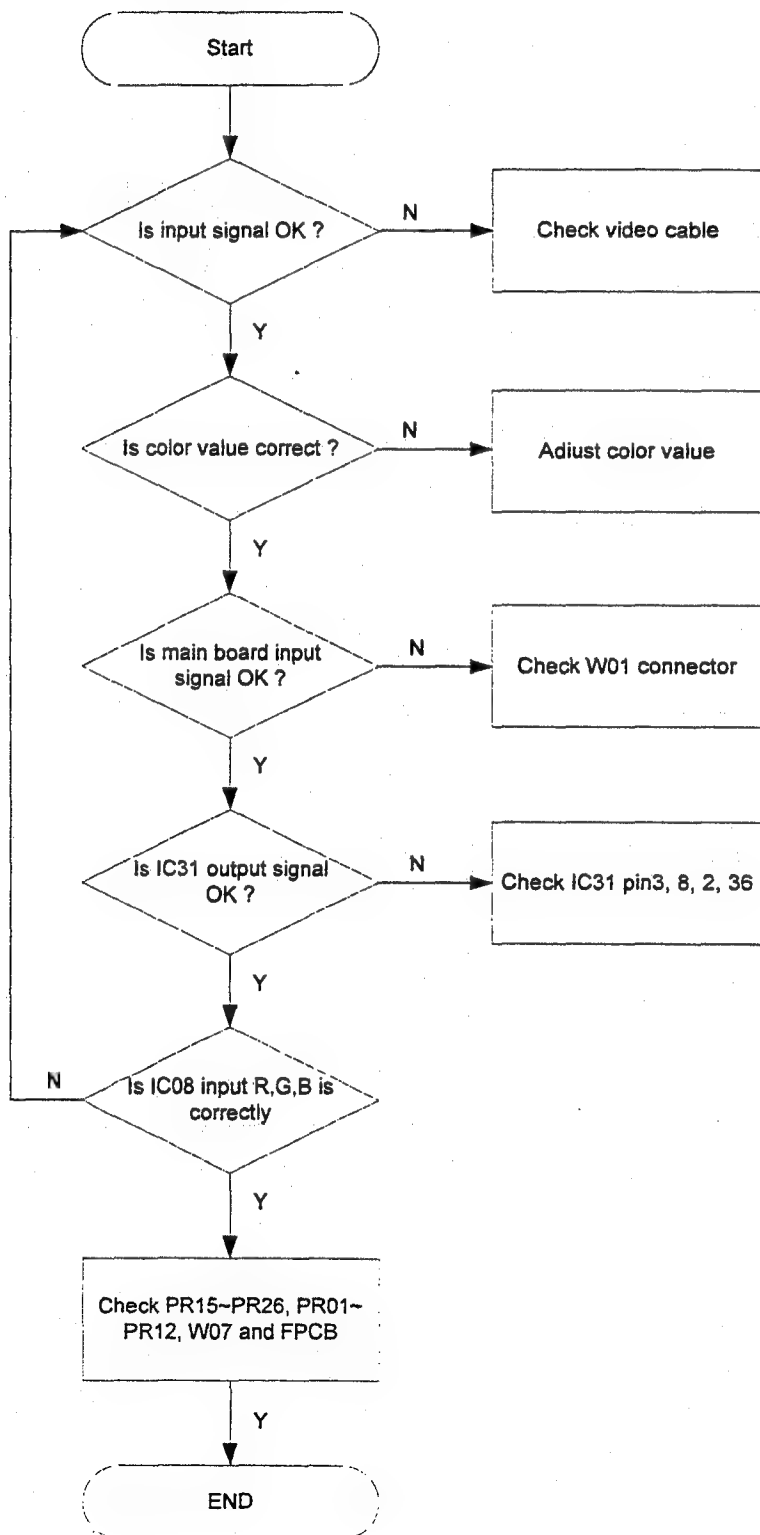 Start
Is input signal OK ?
N
Check video cable
Y
Is color value correct ?
N
Adiust color value
Y
Is main board input
signal OK ?
N
Check W01 connector
Y
Is IC31 output signal
OK ?
N
Check IC31 pin3, 8, 2, 36
Y
Is IC08 input R,G,B is
correctly
N
Y
Check PR15~PR26, PR01~
PR12, W07 and FPCB
Y
END